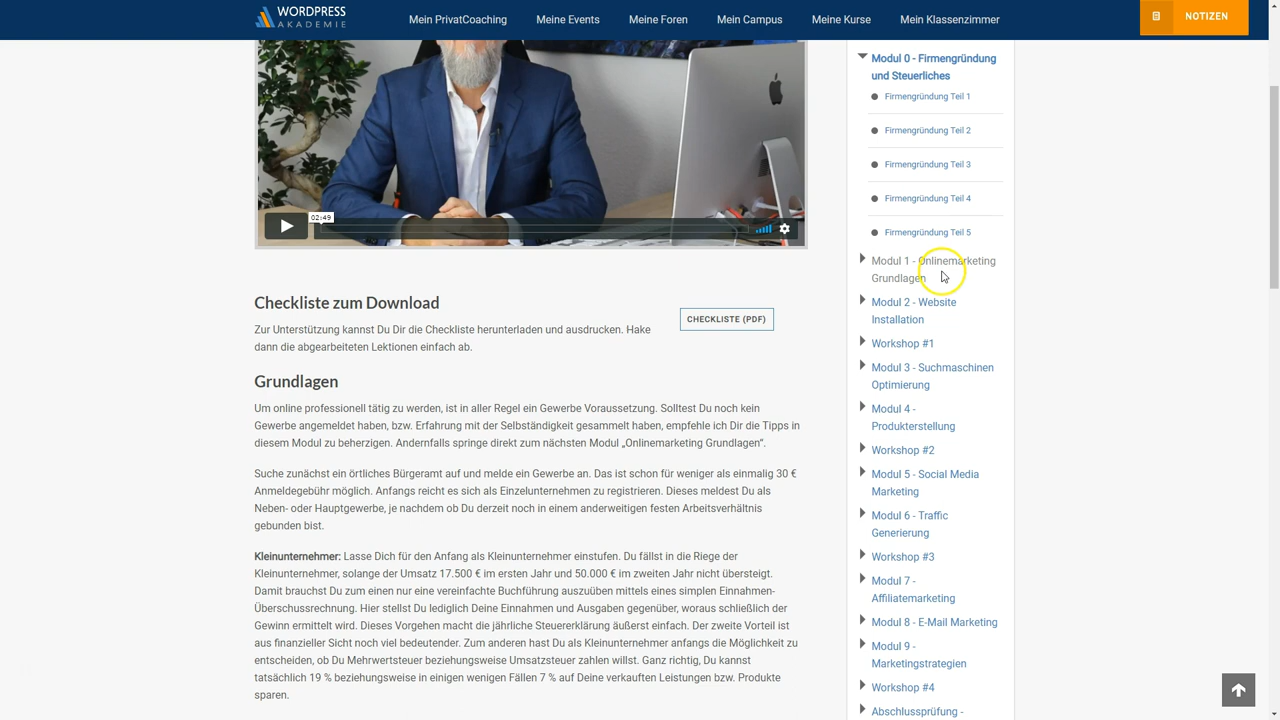 WORDPRESS
AKADEMIE
Mein PrivatCoaching
Meine Events
Meine Foren
Mein Campus
Meine Kurse
Mein Klassenzimmer
NOTIZEN
02:49
Checkliste zum Download
Zur Unterstützung kannst Du Dir die Checkliste herunterladen und ausdrucken. Hake
dann die abgearbeiteten Lektionen einfach ab.
CHECKLISTE (PDF)
Grundlagen
Um online professionell tätig zu werden, ist in aller Regel ein Gewerbe Voraussetzung. Solltest Du noch kein
Gewerbe angemeldet haben, bzw. Erfahrung mit der Selbständigkeit gesammelt haben, empfehle ich Dir die Tipps in
diesem Modul zu beherzigen. Andernfalls springe direkt zum nächsten Modul „Onlinemarketing Grundlagen“.
Suche zunächst ein örtliches Bürgeramt auf und melde ein Gewerbe an. Das ist schon für weniger als einmalig 30 €
Anmeldegebühr möglich. Anfangs reicht es sich als Einzelunternehmen zu registrieren. Dieses meldest Du als
Neben- oder Hauptgewerbe, je nachdem ob Du derzeit noch in einem anderweitigen festen Arbeitsverhältnis
gebunden bist.
Kleinunternehmer: Lasse Dich für den Anfang als Kleinunternehmer einstufen. Du fällst in die Riege der
Kleinunternehmer, solange der Umsatz 17.500 € im ersten Jahr und 50.000 € im zweiten Jahr nicht übersteigt.
Damit brauchst Du zum einen nur eine vereinfachte Buchführung auszuüben mittels eines simplen Einnahmen-
Überschussrechnung. Hier stellst Du lediglich Deine Einnahmen und Ausgaben gegenüber, woraus schließlich der
Gewinn ermittelt wird. Dieses Vorgehen macht die jährliche Steuererklärung äußerst einfach. Der zweite Vorteil ist
aus finanzieller Sicht noch viel bedeutender. Zum anderen hast Du als Kleinunternehmer anfangs die Möglichkeit zu
entscheiden, ob Du Mehrwertsteuer beziehungsweise Umsatzsteuer zahlen willst. Ganz richtig, Du kannst
tatsächlich 19 % beziehungsweise in einigen wenigen Fällen 7 % auf Deine verkauften Leistungen bzw. Produkte
sparen.
Modul 0 - Firmengründung
und Steuerliches
Firmengründung Teil 1
Firmengründung Teil 2
Firmengründung Teil 3
Firmengründung Teil 4
Firmengründung Teil 5
Modul 1 - Onlinemarketing
Grundlagen
Modul 2 - Website
Installation
Workshop #1
Modul 3 - Suchmaschinen
Optimierung
Modul 4 -
Produkterstellung
Workshop #2
Modul 5 - Social Media
Marketing
Modul 6 - Traffic
Generierung
Workshop #3
Modul 7 -
Affiliatemarketing
Modul 8 - E-Mail Marketing
Modul 9 -
Marketingstrategien
Workshop #4
Abschlussprüfung -